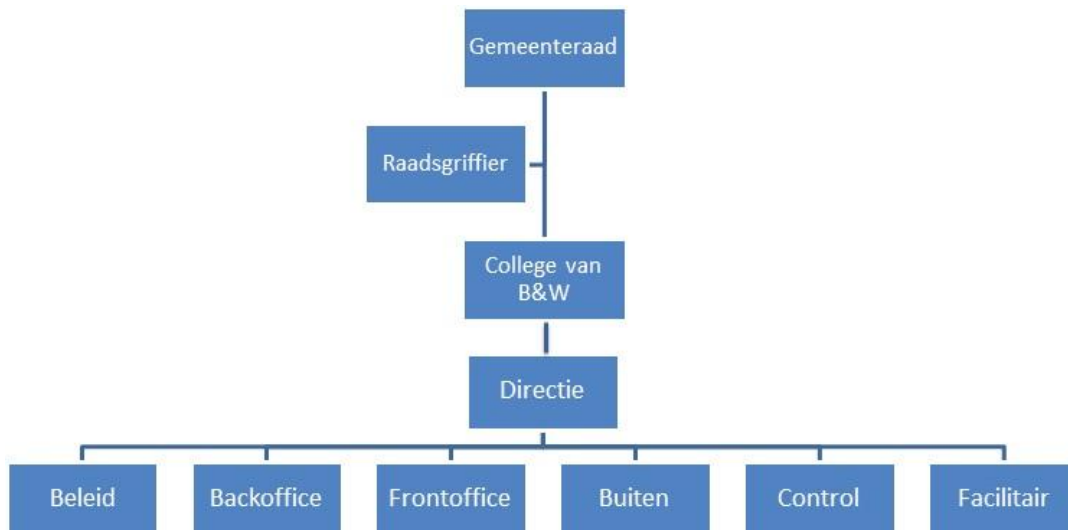 Gemeenteraad
Raadsgriffier
College van
B&W
Directie
Beleid
Backoffice
Frontoffice
Buiten
Control
Facilitair